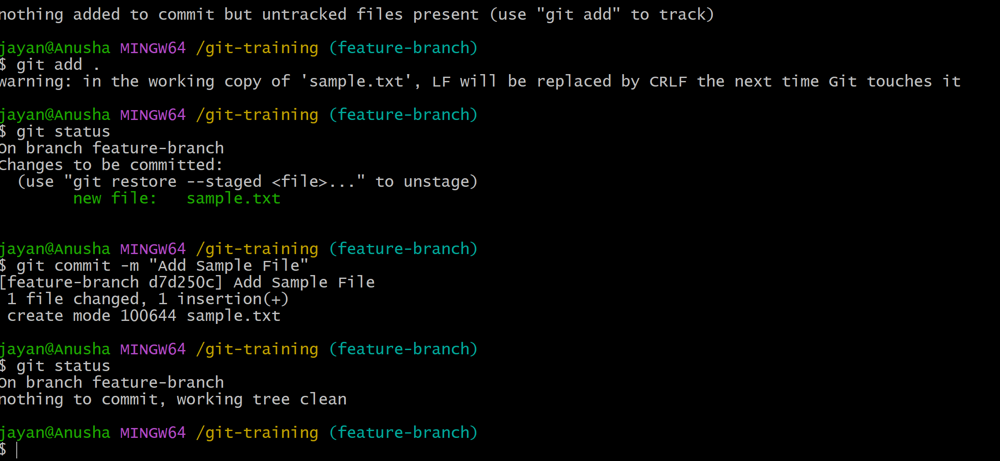 nothing added to commit but untracked files present (use "git add" to track)
jayan@Anusha MINGW64 /git-training (feature-branch)
$ git add .
warning: in the working copy of 'sample.txt', LF will be replaced by CRLF the next time Git touches it
jayan@Anusha MINGW64 /git-training (feature-branch)
$ git status
On branch feature-branch
Changes to be committed:
  (use "git restore --staged <file>..." to unstage)
        new file:   sample.txt
jayan@Anusha MINGW64 /git-training (feature-branch)
$ git commit -m "Add Sample File"
[feature-branch d7d250c] Add Sample File
 1 file changed, 1 insertion(+)
 create mode 100644 sample.txt
jayan@Anusha MINGW64 /git-training (feature-branch)
$ git status
On branch feature-branch
nothing to commit, working tree clean
jayan@Anusha MINGW64 /git-training (feature-branch)
$